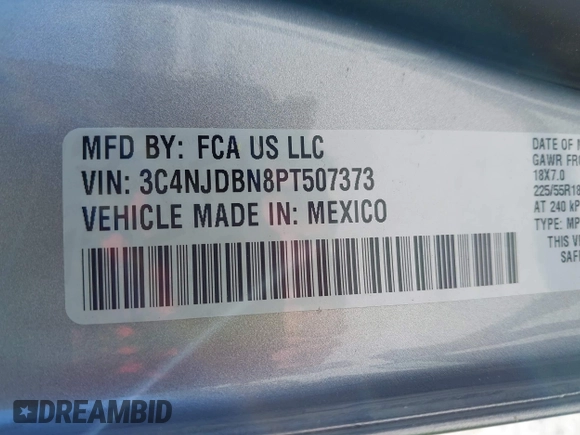 MFD BY: FCA US LLC
VIN: 3C4NJDBN8PT507373
VEHICLE MADE IN: MEXICO
DATE OF M
GAWR FR
18X7.0
225/55R18
AT 240 kP
TYPE: MP
THIS VE
SAF
DREAMBID